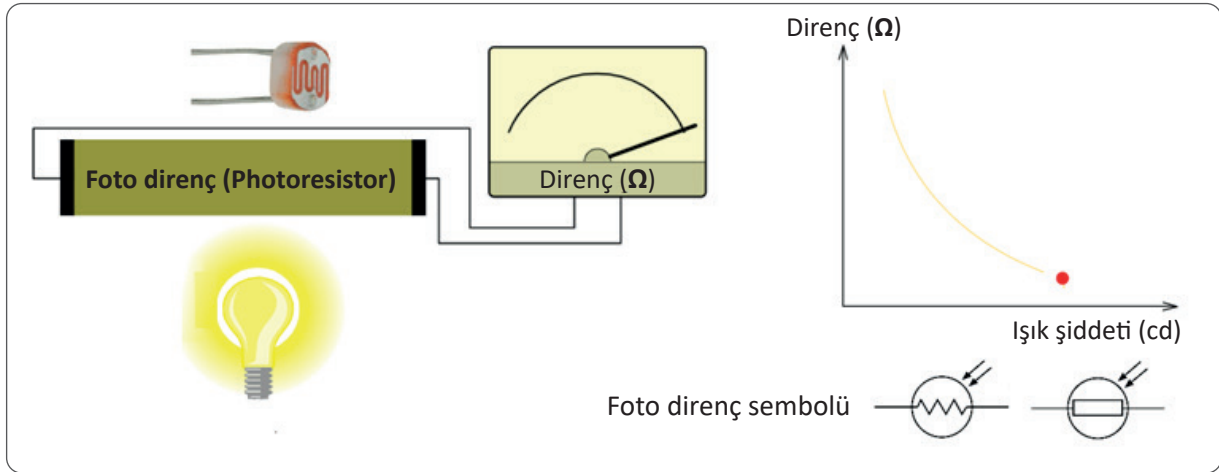 Direnç (Ω)
Foto direnç (Photoresistor)
Direnç (Ω)
Işık şiddeti (cd)
Foto direnç sembolü